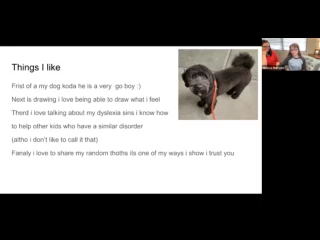 Things I like
Frist of a my dog koda he is a very go boy :)
Next is drawing i love being able to draw what i feel
Therd i love talking about my dyslexia sins i know how
to help other kids who have a similar disorder
(altho i don't like to call it that)
Fanaly i love to share my random thoths its one of my ways i show i trust you